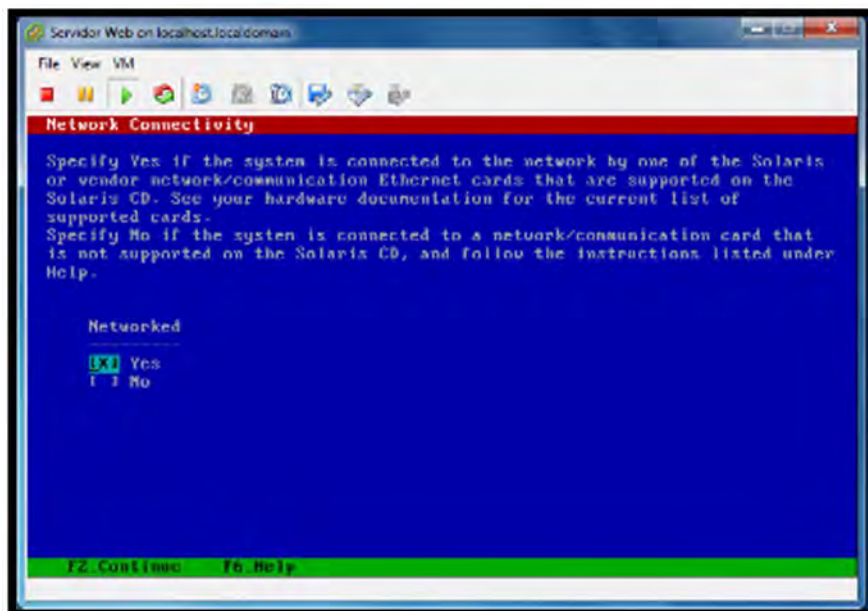 Servidor Web on localhost.localdomain
File View VM
Network Connectivity
Specify Yes if the system is connected to the network by one of the Solaris
or vendor network/communication Ethernet cards that are supported on the
Solaris CD. See your hardware documentation for the current list of
supported cards.
Specify No if the system is connected to a network/communication card that
is not supported on the Solaris CD, and follow the instructions listed under
Help.
Networked
---------
[X] Yes
[ ] No
F2_Continue F6_Help